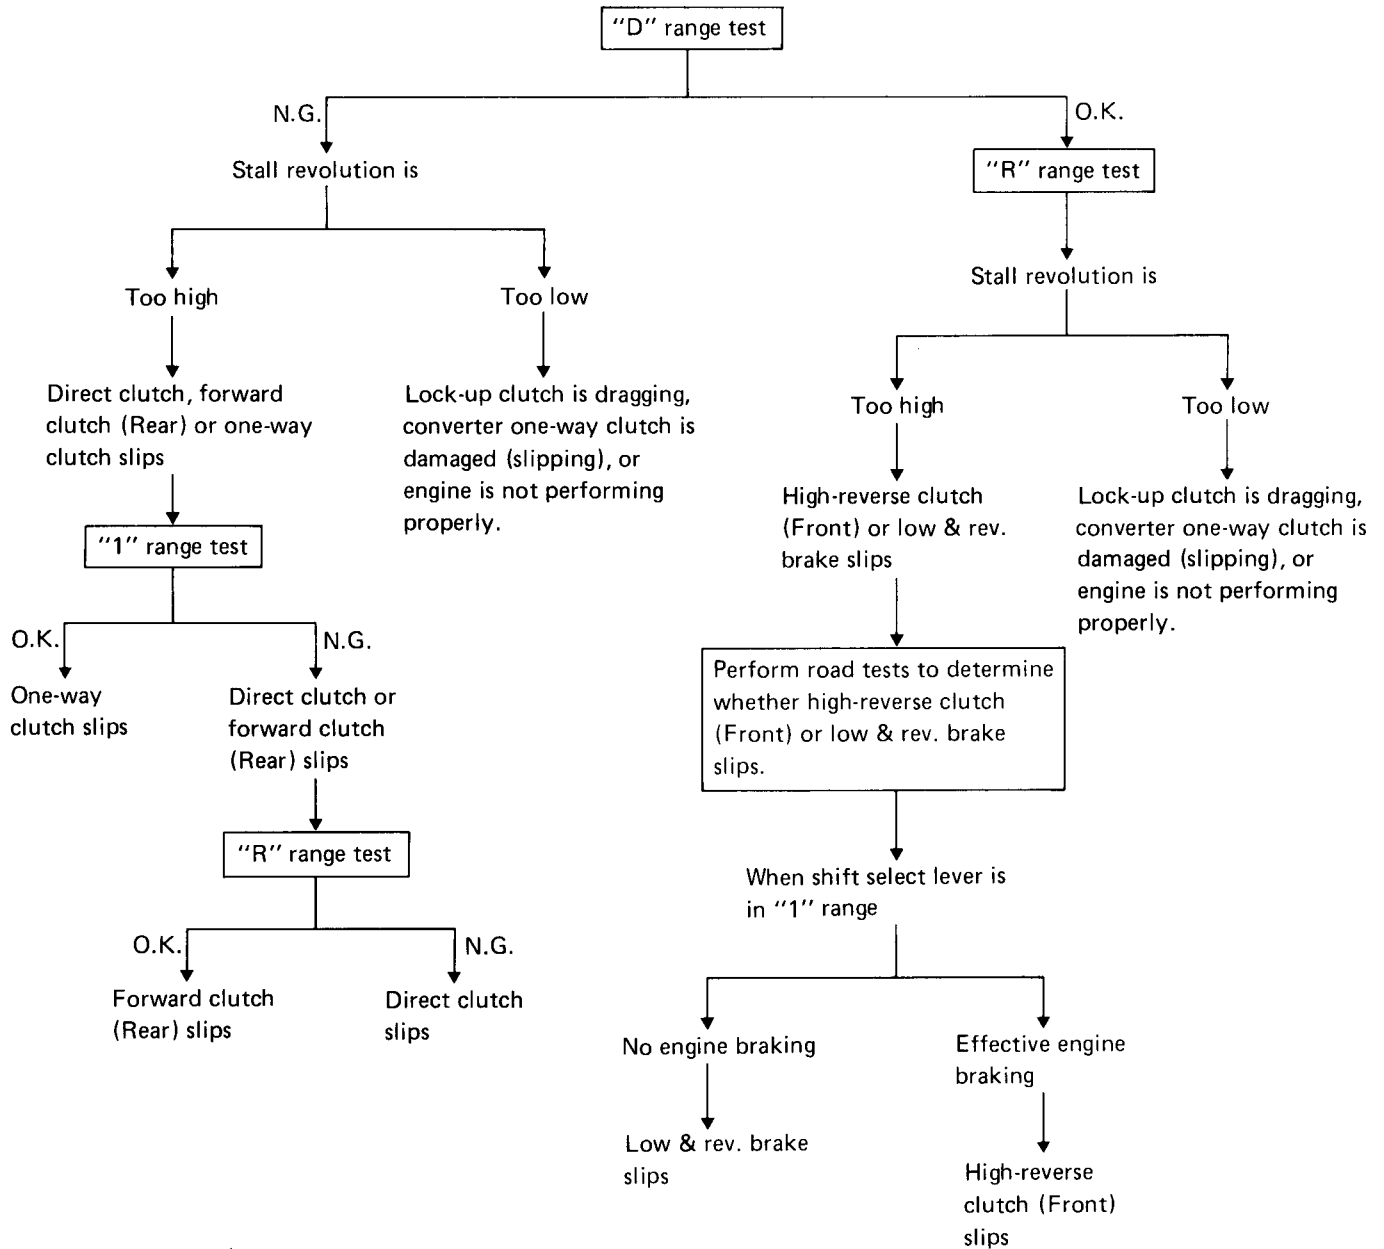 "D" range test
N.G.
O.K.
Stall revolution is
"R" range test
Too high
Too low
Stall revolution is
Direct clutch, forward
clutch (Rear) or one-way
clutch slips
Lock-up clutch is dragging,
converter one-way clutch is
damaged (slipping), or
engine is not performing
properly.
Too high
Too low
"1" range test
High-reverse clutch
(Front) or low & rev.
brake slips
Lock-up clutch is dragging,
converter one-way clutch is
damaged (slipping), or
engine is not performing
properly.
O.K.
N.G.
One-way
clutch slips
Direct clutch or
forward clutch
(Rear) slips
Perform road tests to determine
whether high-reverse clutch
(Front) or low & rev. brake
slips.
"R" range test
When shift select lever is
in "1" range
O.K.
N.G.
Forward clutch
(Rear) slips
Direct clutch
slips
No engine braking
Effective engine
braking
Low & rev. brake
slips
High-reverse
clutch (Front)
slips